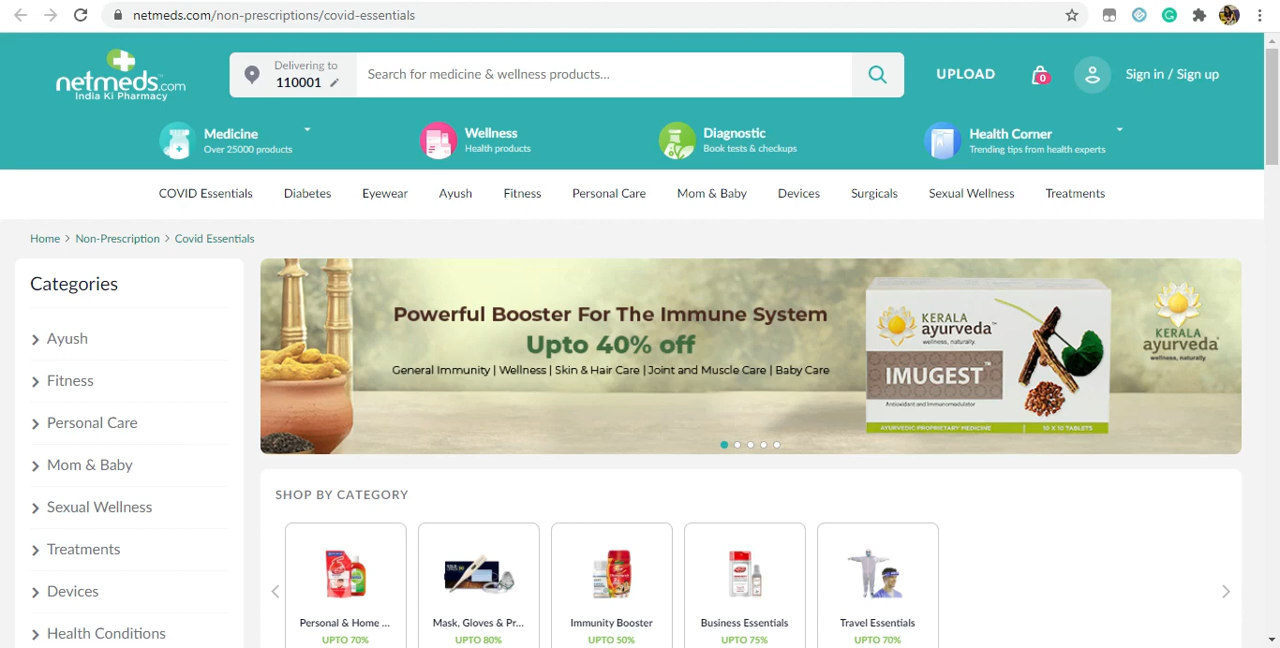 netmeds.com/non-prescriptions/covid-essentials
netmeds.com
India Ki Pharmacy
Delivering to
110001
Search for medicine & wellness products...
UPLOAD
0
Sign in / Sign up
Medicine
Over 25000 products
Wellness
Health products
Diagnostic
Book tests & checkups
Health Corner
Trending tips from health experts
COVID Essentials
Diabetes
Eyewear
Ayush
Fitness
Personal Care
Mom & Baby
Devices
Surgicals
Sexual Wellness
Treatments
Home > Non-Prescription > Covid Essentials
Categories
Ayush
Fitness
Personal Care
Mom & Baby
Sexual Wellness
Treatments
Devices
Health Conditions
Powerful Booster For The Immune System
Upto 40% off
General Immunity | Wellness | Skin & Hair Care | Joint and Muscle Care | Baby Care
KERALA
ayurveda™
wellness, naturally.
IMUGEST™
Antioxidant and Immunomodulator
AYURVEDIC PROPRIETARY MEDICINE | 10 X 10 TABLETS
KERALA
ayurveda
wellness, naturally
SHOP BY CATEGORY
Personal & Home ...
UPTO 70%
Mask, Gloves & Pr...
UPTO 80%
Immunity Booster
UPTO 50%
Business Essentials
UPTO 75%
Travel Essentials
UPTO 70%